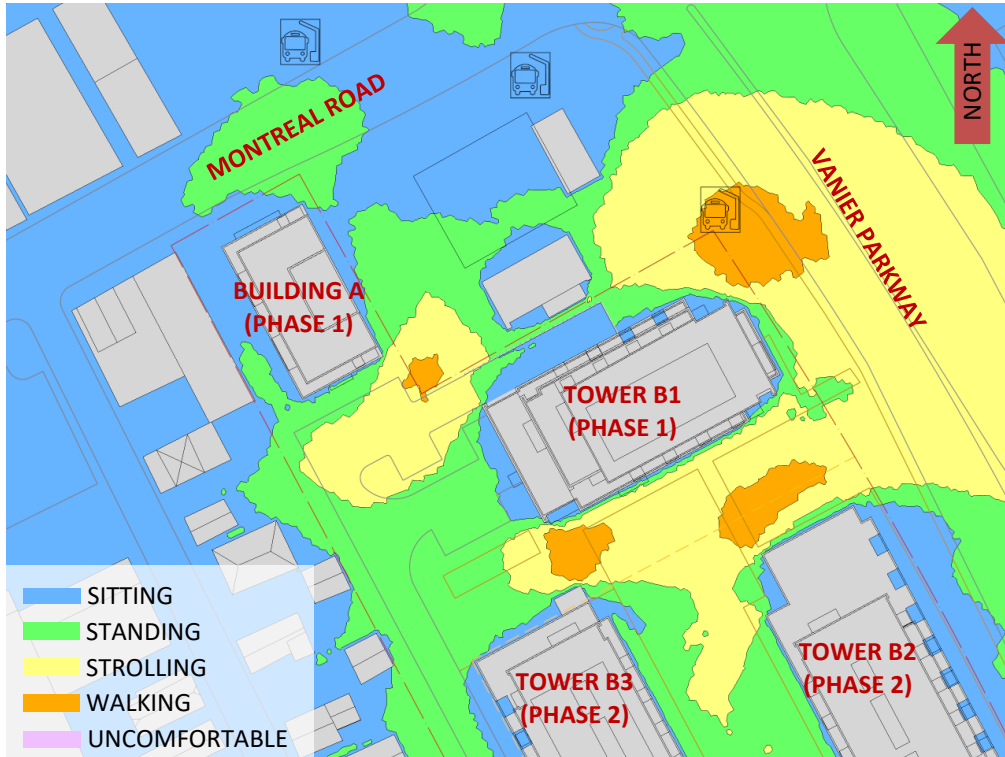 NORTH
MONTREAL ROAD
VANIER PARKWAY
BUILDING A
(PHASE 1)
TOWER B1
(PHASE 1)
TOWER B2
(PHASE 2)
TOWER B3
(PHASE 2)
SITTING
STANDING
STROLLING
WALKING
UNCOMFORTABLE